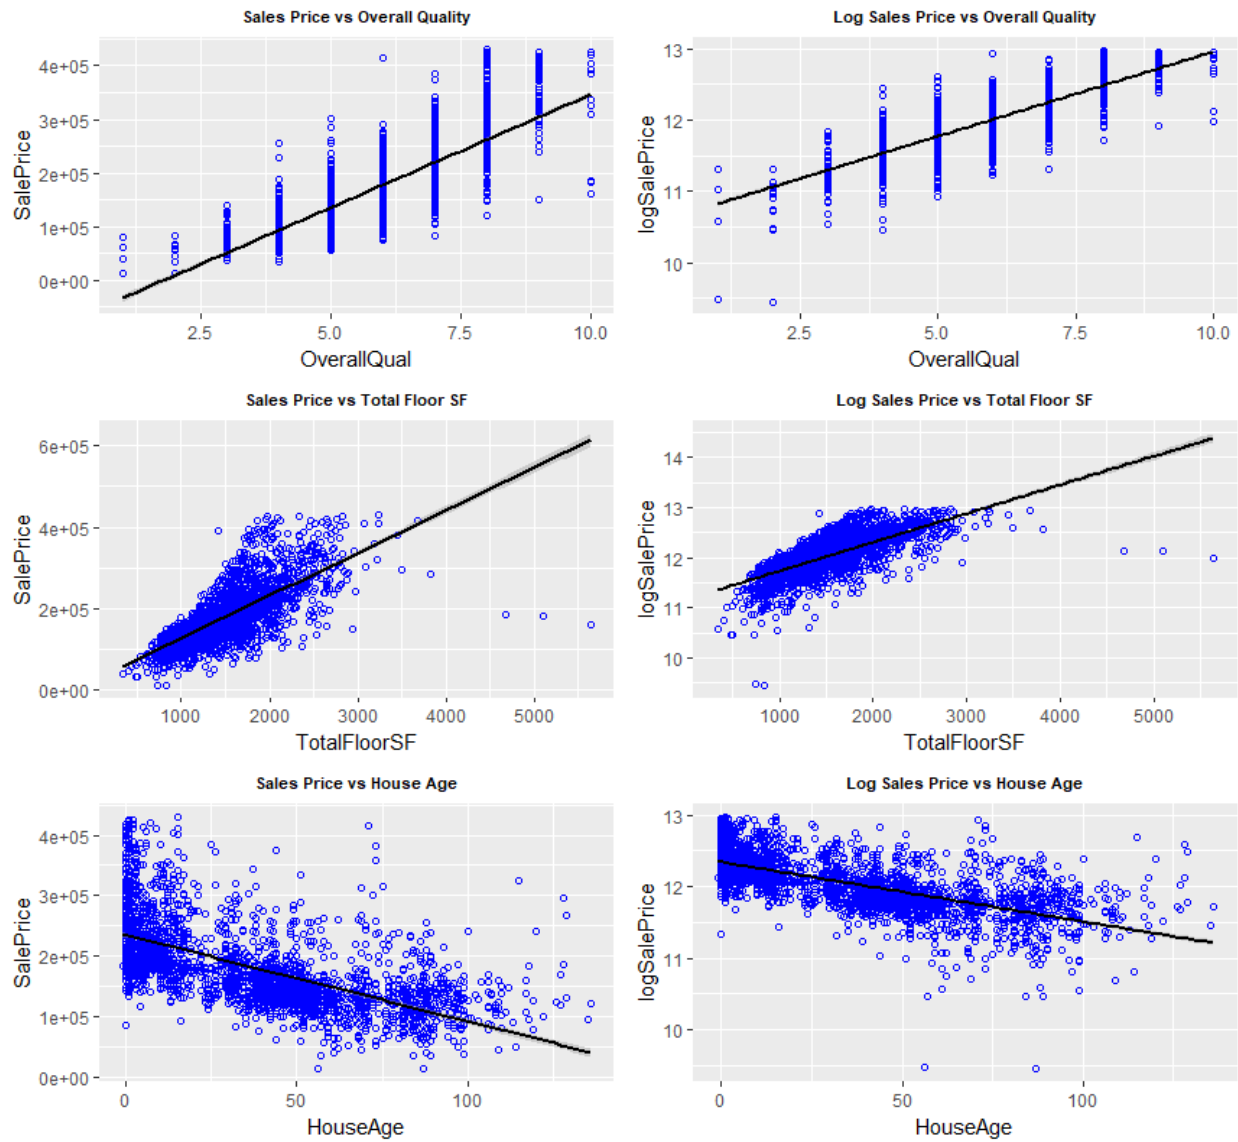 Sales Price vs Overall Quality
4e+05
3e+05
2e+05
1e+05
0e+00
SalePrice
2.5 5.0 7.5 10.0
OverallQual
Log Sales Price vs Overall Quality
13
12
11
10
logSalePrice
2.5 5.0 7.5 10.0
OverallQual
Sales Price vs Total Floor SF
6e+05
4e+05
2e+05
0e+00
SalePrice
1000 2000 3000 4000 5000
TotalFloorSF
Log Sales Price vs Total Floor SF
14
13
12
11
10
logSalePrice
1000 2000 3000 4000 5000
TotalFloorSF
Sales Price vs House Age
4e+05
3e+05
2e+05
1e+05
0e+00
SalePrice
0 50 100
HouseAge
Log Sales Price vs House Age
13
12
11
10
logSalePrice
0 50 100
HouseAge